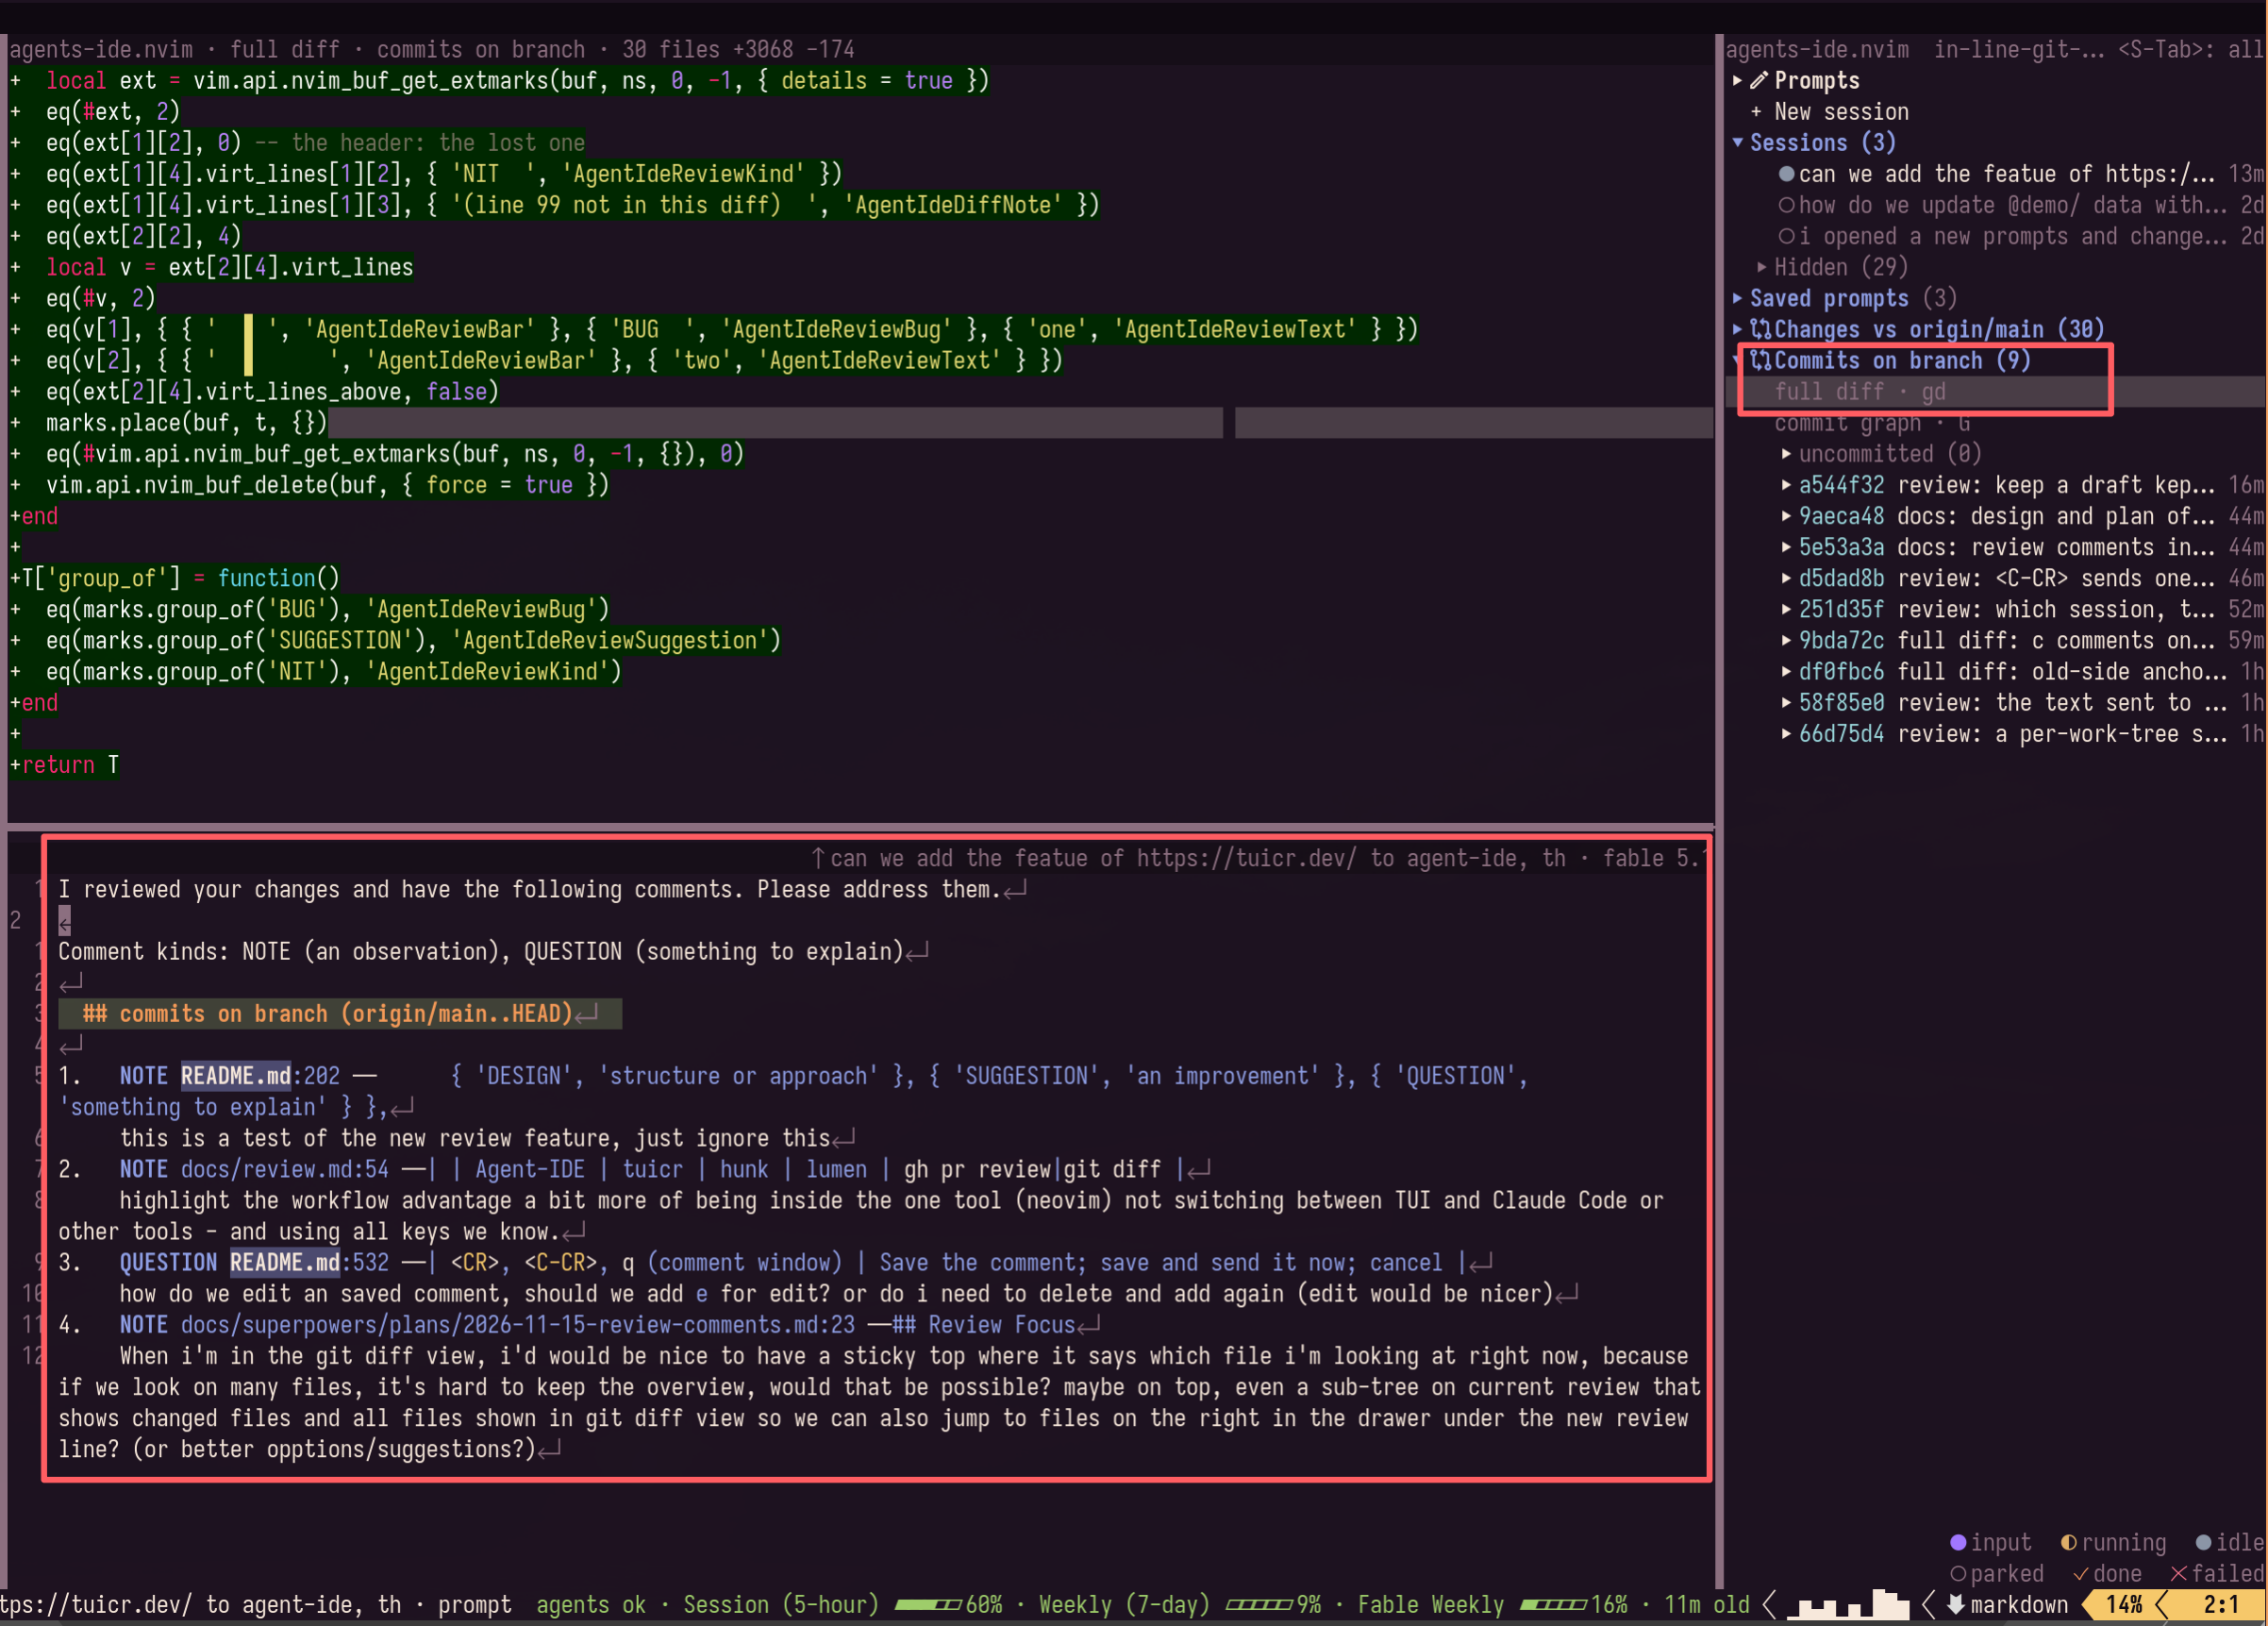 agents-ide.nvim · full diff · commits on branch · 30 files +3068 -174
+  local ext = vim.api.nvim_buf_get_extmarks(buf, ns, 0, -1, { details = true })
+  eq(#ext, 2)
+  eq(ext[1][2], 0) -- the header: the lost one
+  eq(ext[1][4].virt_lines[1][2], { 'NIT  ', 'AgentIdeReviewKind' })
+  eq(ext[1][4].virt_lines[1][3], { '(line 99 not in this diff)  ', 'AgentIdeDiffNote' })
+  eq(ext[2][2], 4)
+  local v = ext[2][4].virt_lines
+  eq(#v, 2)
+  eq(v[1], { { '  ▎ ', 'AgentIdeReviewBar' }, { 'BUG  ', 'AgentIdeReviewBug' }, { 'one', 'AgentIdeReviewText' } })
+  eq(v[2], { { '  ▎      ', 'AgentIdeReviewBar' }, { 'two', 'AgentIdeReviewText' } })
+  eq(ext[2][4].virt_lines_above, false)
+  marks.place(buf, t, {})
+  eq(#vim.api.nvim_buf_get_extmarks(buf, ns, 0, -1, {}), 0)
+  vim.api.nvim_buf_delete(buf, { force = true })
+end
+
+T['group_of'] = function()
+  eq(marks.group_of('BUG'), 'AgentIdeReviewBug')
+  eq(marks.group_of('SUGGESTION'), 'AgentIdeReviewSuggestion')
+  eq(marks.group_of('NIT'), 'AgentIdeReviewKind')
+end
+
+return T
↑can we add the featue of https://tuicr.dev/ to agent-ide, th · fable 5.1
1 I reviewed your changes and have the following comments. Please address them.↵
2 ↵
1 Comment kinds: NOTE (an observation), QUESTION (something to explain)↵
2 ↵
3 ## commits on branch (origin/main..HEAD)↵
4 ↵
5 1.   NOTE README.md:202 —      { 'DESIGN', 'structure or approach' }, { 'SUGGESTION', 'an improvement' }, { 'QUESTION',
'something to explain' } },↵
6 this is a test of the new review feature, just ignore this↵
7 2.   NOTE docs/review.md:54 —| | Agent-IDE | tuicr | hunk | lumen | gh pr review|git diff |↵
8 highlight the workflow advantage a bit more of being inside the one tool (neovim) not switching between TUI and Claude Code or
other tools - and using all keys we know.↵
9 3.   QUESTION README.md:532 —| <CR>, <C-CR>, q (comment window) | Save the comment; save and send it now; cancel |↵
10 how do we edit an saved comment, should we add e for edit? or do i need to delete and add again (edit would be nicer)↵
11 4.   NOTE docs/superpowers/plans/2026-11-15-review-comments.md:23 —## Review Focus↵
12 When i'm in the git diff view, i'd would be nice to have a sticky top where it says which file i'm looking at right now, because
if we look on many files, it's hard to keep the overview, would that be possible? maybe on top, even a sub-tree on current review that
shows changed files and all files shown in git diff view so we can also jump to files on the right in the drawer under the new review
line? (or better opptions/suggestions?)↵
agents-ide.nvim  in-line-git-... <S-Tab>: all
▸ Prompts
+ New session
▾ Sessions (3)
●can we add the featue of https:/... 13m
○how do we update @demo/ data with... 2d
○i opened a new prompts and change... 2d
▸ Hidden (29)
▸ Saved prompts (3)
▸ Changes vs origin/main (30)
▾ Commits on branch (9)
full diff · gd
commit graph · G
▸ uncommitted (0)
▸ a544f32 review: keep a draft kep... 16m
▸ 9aeca48 docs: design and plan of... 44m
▸ 5e53a3a docs: review comments in... 44m
▸ d5dad8b review: <C-CR> sends one... 46m
▸ 251d35f review: which session, t... 52m
▸ 9bda72c full diff: c comments on... 59m
▸ df0fbc6 full diff: old-side ancho... 1h
▸ 58f85e0 review: the text sent to ... 1h
▸ 66d75d4 review: a per-work-tree s... 1h
●input  ◐running  ●idle
○parked  ✓done  ✗failed
tps://tuicr.dev/ to agent-ide, th · prompt  agents ok · Session (5-hour) 60% · Weekly (7-day) 9% · Fable Weekly 16% · 11m old  markdown  14%  2:1